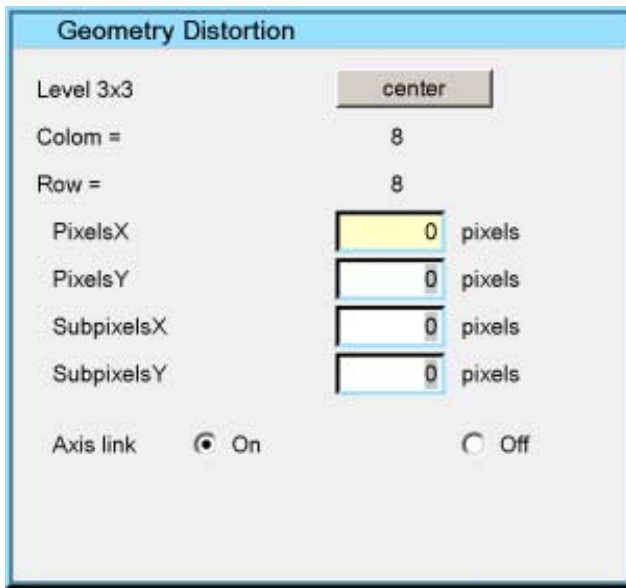 Geometry Distortion
Level 3x3 center
Colom = 8
Row = 8
PixelsX 0 pixels
PixelsY 0 pixels
SubpixelsX 0 pixels
SubpixelsY 0 pixels
Axis link On Off